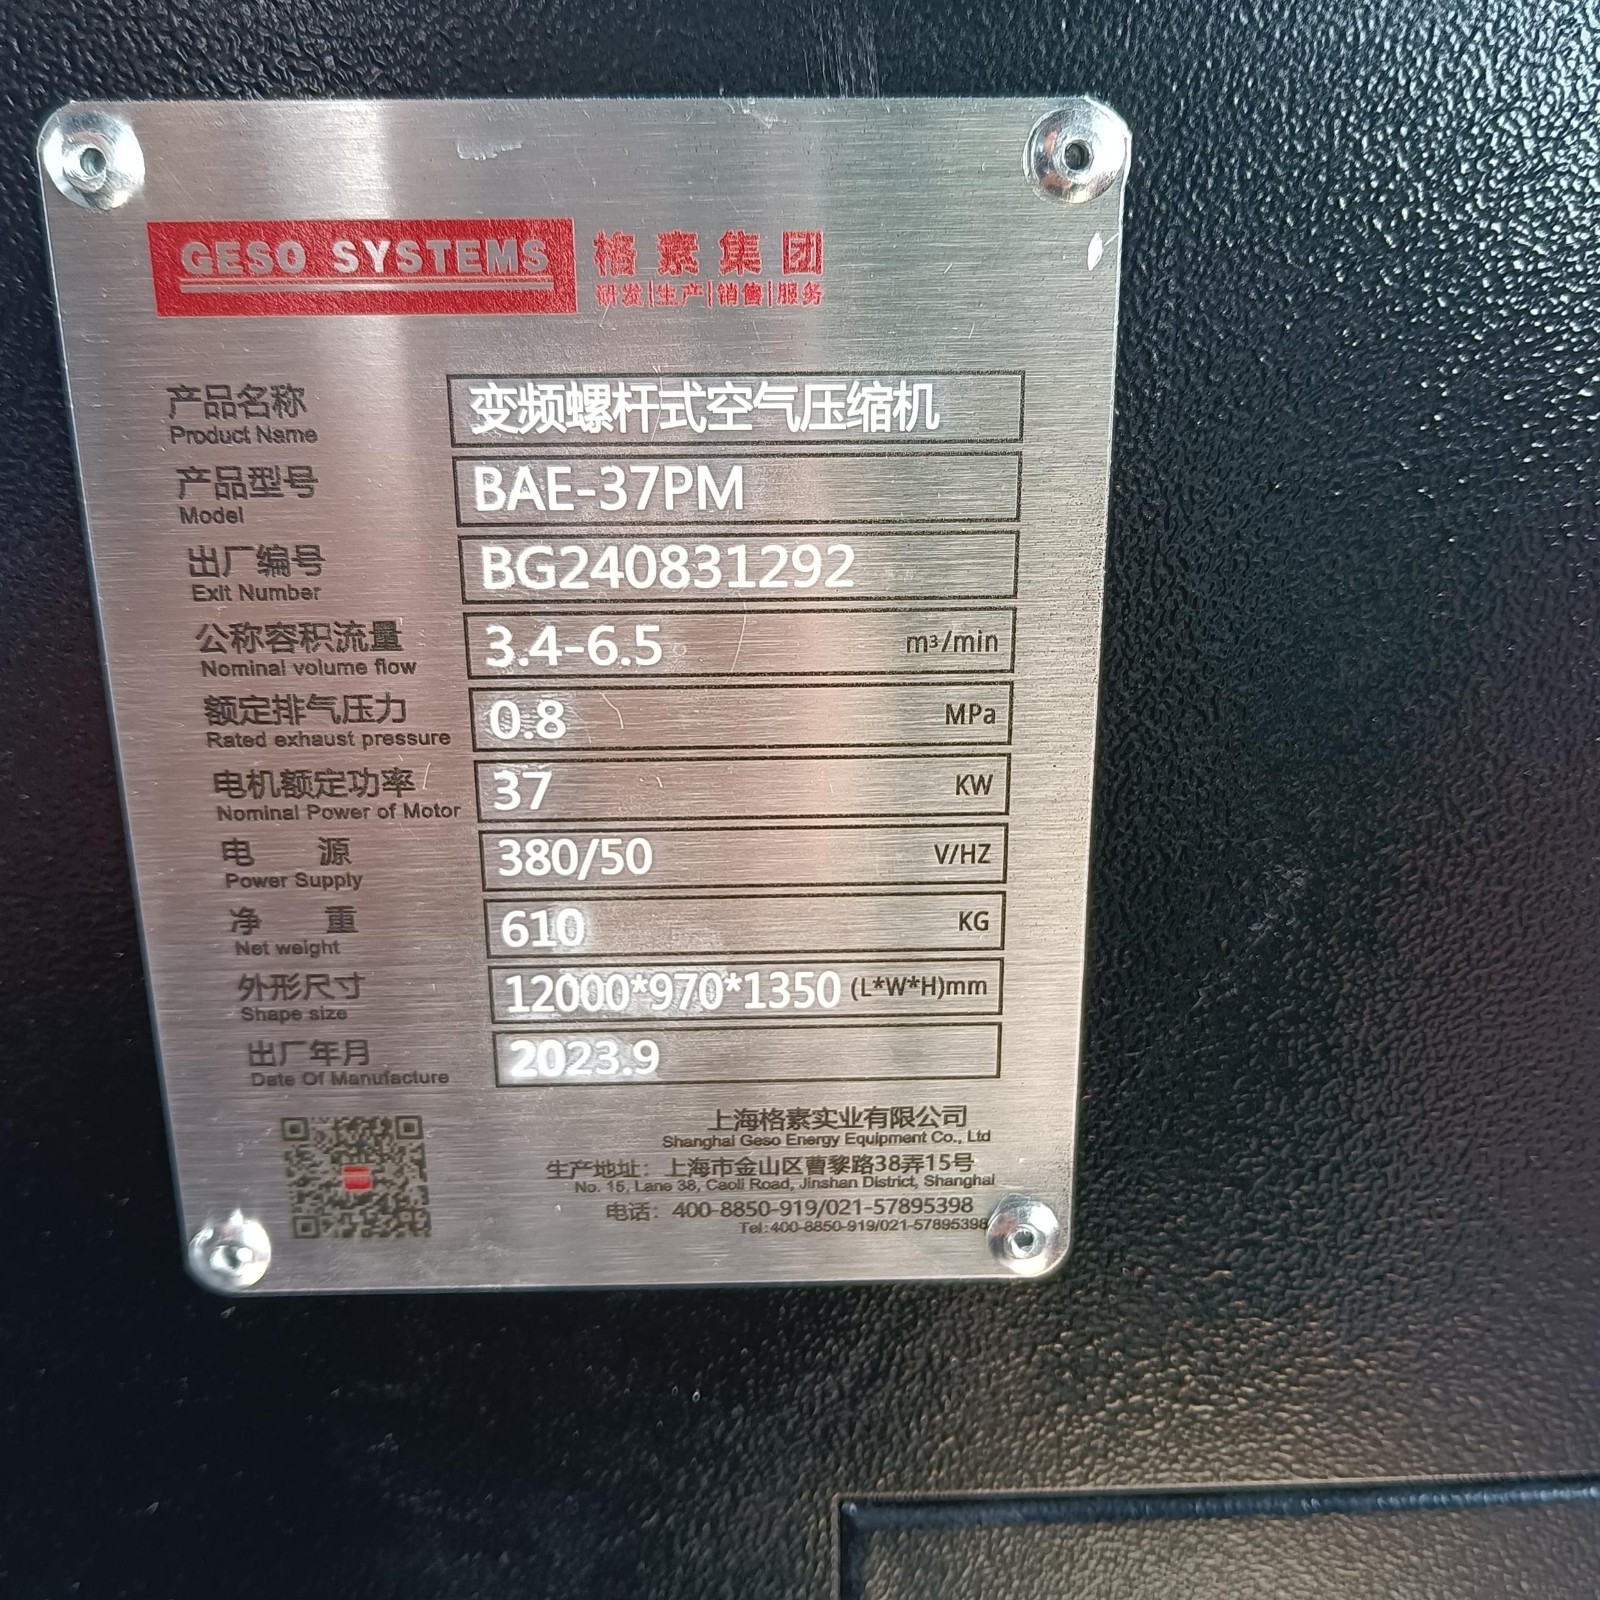 GESO SYSTEMS 格素集团
研发|生产|销售|服务
产品名称 变频螺杆式空气压缩机
Product Name
产品型号 BAE-37PM
Model
出厂编号 BG240831292
Exit Number
公称容积流量 3.4-6.5 m³/min
Nominal volume flow
额定排气压力 0.8 MPa
Rated exhaust pressure
电机额定功率 37 KW
Nominal Power of Motor
电 源 380/50 V/HZ
Power Supply
净 重 610 KG
Net weight
外形尺寸 12000*970*1350 (L*W*H)mm
Shape size
出厂年月 2023.9
Date Of Manufacture
上海格素实业有限公司
Shanghai Geso Energy Equipment Co., Ltd
生产地址：上海市金山区曹黎路38弄15号
No. 15, Lane 38, Caoli Road, Jinshan District, Shanghai
电话：400-8850-919/021-57895398
Tel:400-8850-919/021-57895398